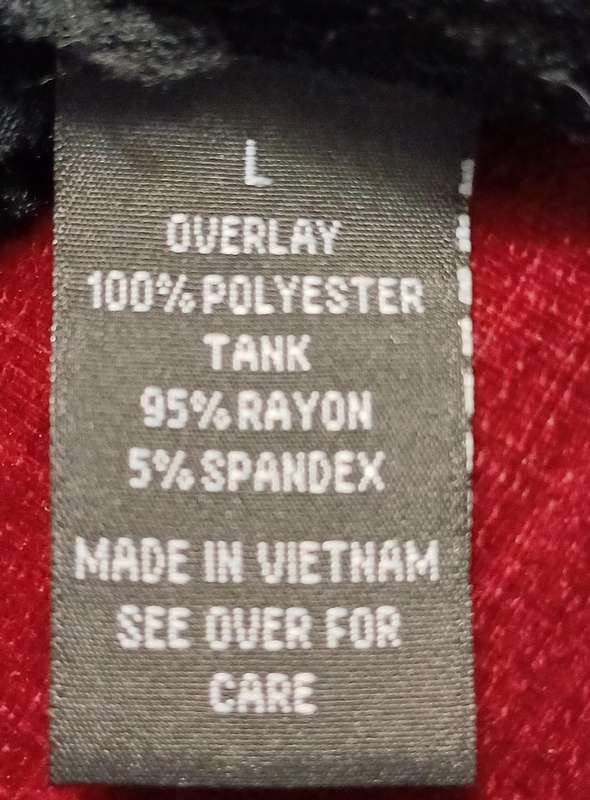 L
OVERLAY
100% POLYESTER
TANK
95% RAYON
5% SPANDEX
MADE IN VIETNAM
SEE OVER FOR
CARE